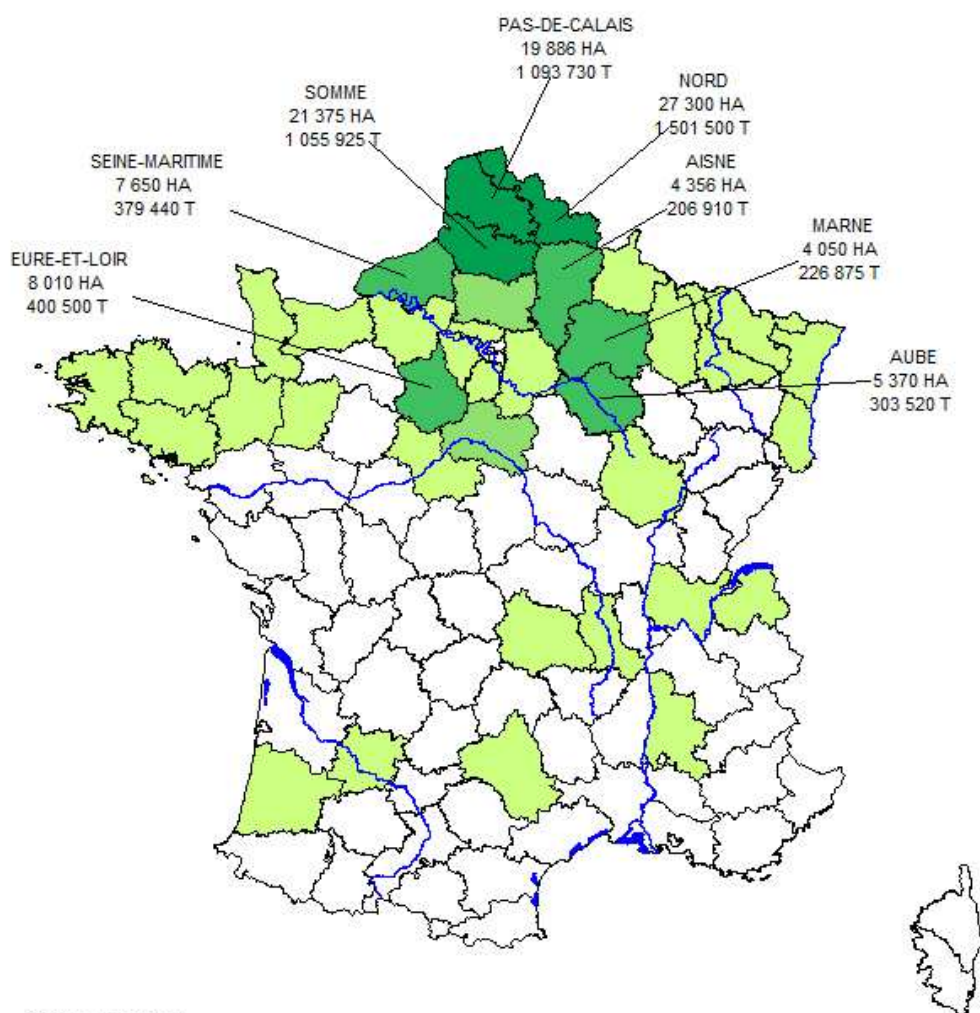 PAS-DE-CALAIS
19 886 HA
1 093 730 T
SOMME
21 375 HA
1 055 925 T
NORD
27 300 HA
1 501 500 T
SEINE-MARITIME
7 650 HA
379 440 T
AISNE
4 356 HA
206 910 T
MARNE
4 050 HA
226 875 T
EURE-ET-LOIR
8 010 HA
400 500 T
AUBE
5 370 HA
303 520 T